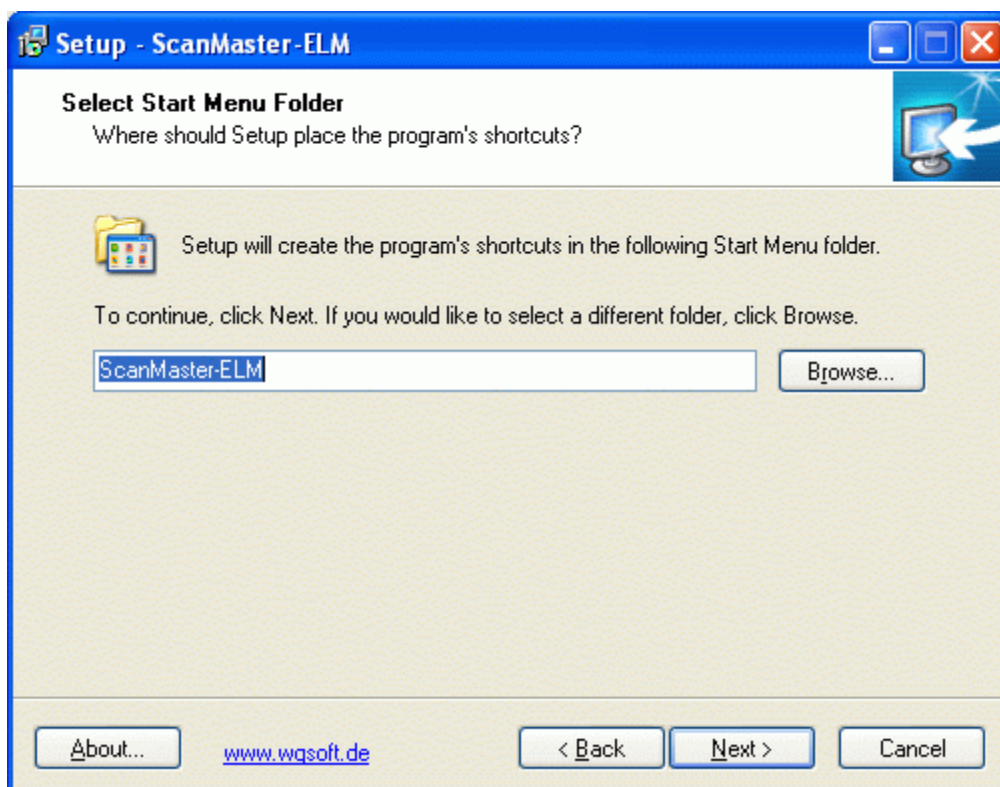 Setup - ScanMaster-ELM
Select Start Menu Folder
Where should Setup place the program's shortcuts?
Setup will create the program's shortcuts in the following Start Menu folder.
To continue, click Next. If you would like to select a different folder, click Browse.
ScanMaster-ELM
Browse...
About...
www.wgsoft.de
< Back
Next >
Cancel